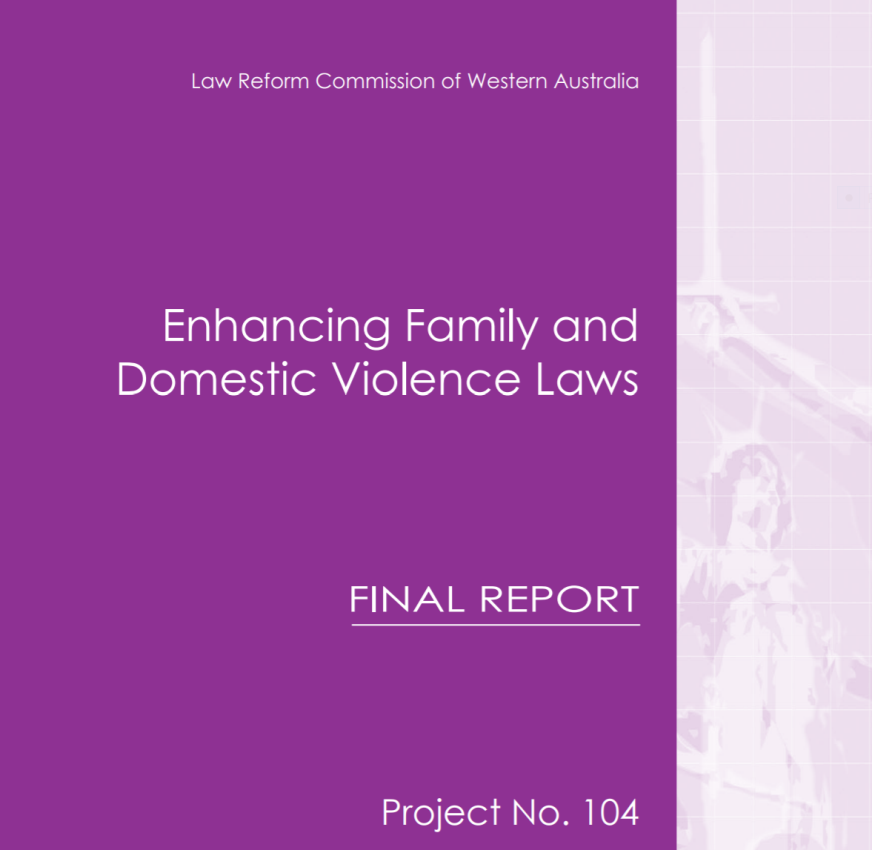 Law Reform Commission of Western Australia
Enhancing Family and
Domestic Violence Laws
FINAL REPORT
Project No. 104